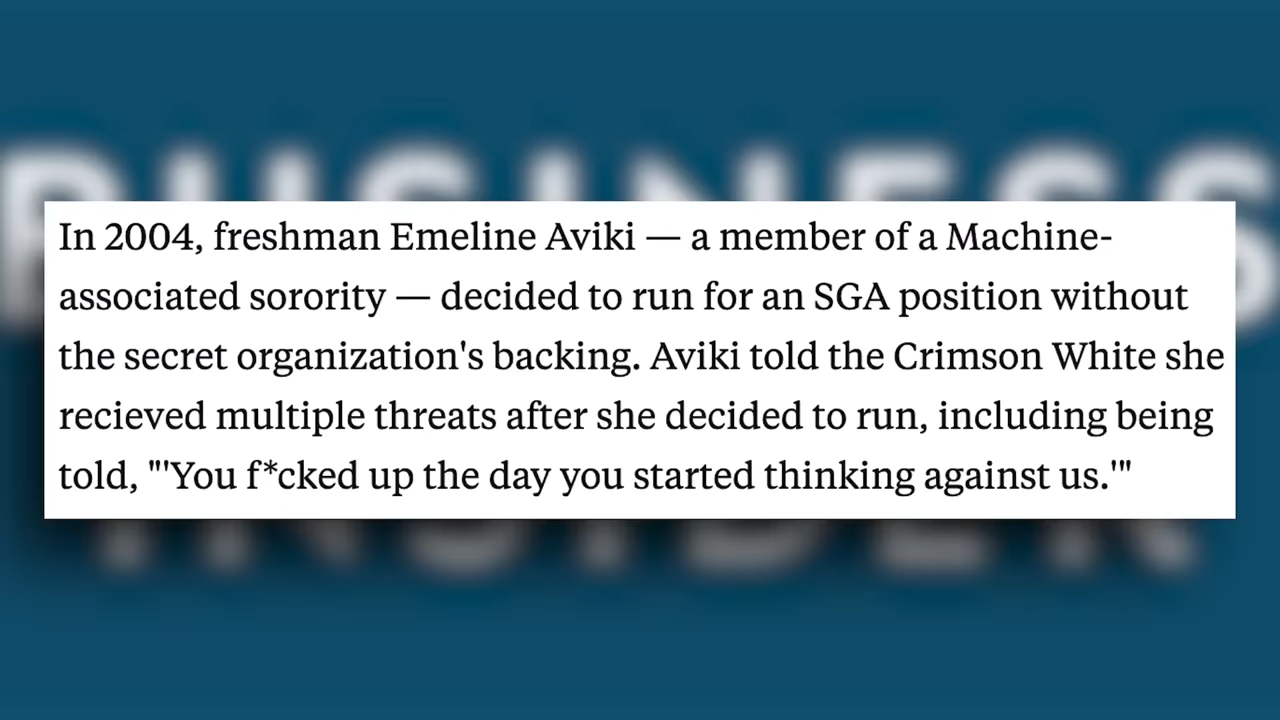 BUSINESS
In 2004, freshman Emeline Aviki — a member of a Machine-
associated sorority — decided to run for an SGA position without
the secret organization's backing. Aviki told the Crimson White she
recieved multiple threats after she decided to run, including being
told, "'You f*cked up the day you started thinking against us.'"
INSIDER